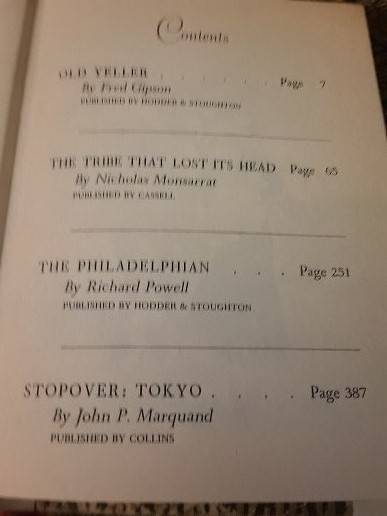 Contents
OLD YELLER . . . . . . Page 7
By Fred Gipson
PUBLISHED BY HODDER & STOUGHTON
THE TRIBE THAT LOST ITS HEAD Page 65
By Nicholas Monsarrat
PUBLISHED BY CASSELL
THE PHILADELPHIAN . . . Page 251
By Richard Powell
PUBLISHED BY HODDER & STOUGHTON
STOPOVER: TOKYO . . . . Page 387
By John P. Marquand
PUBLISHED BY COLLINS